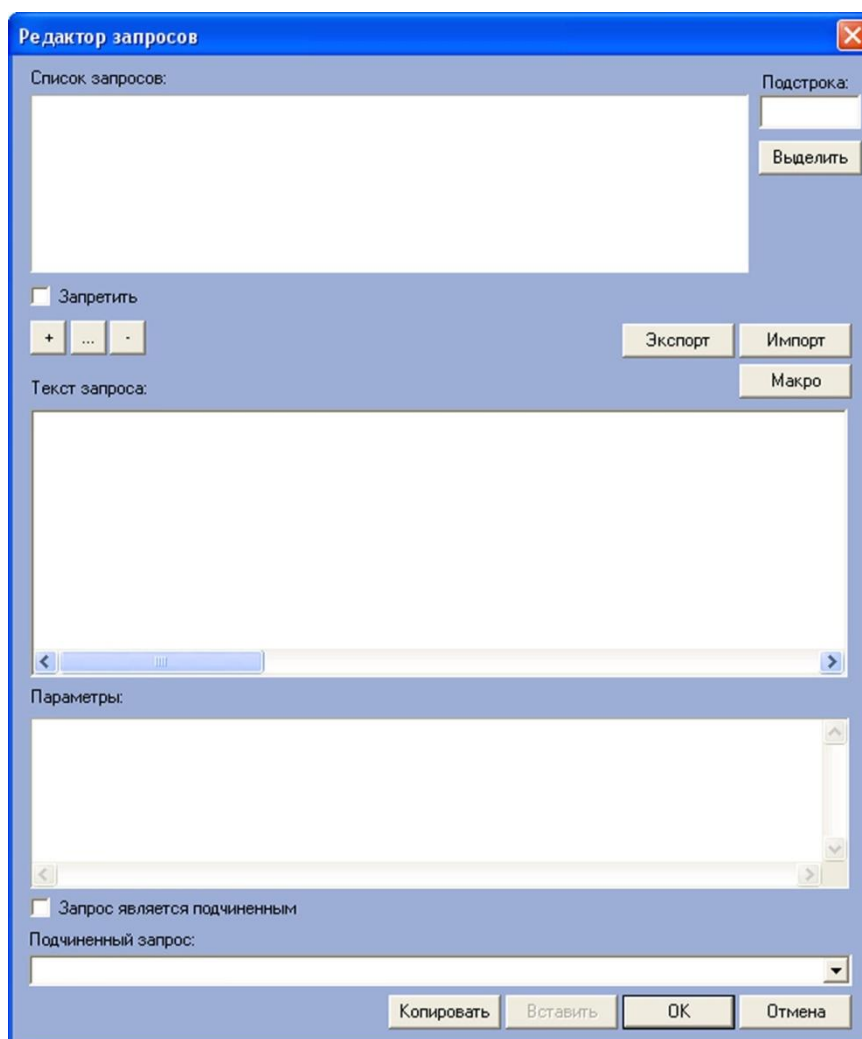 Редактор запросов
Список запросов:
Подстрока:
Выделить
Запретить
+ ... -
Экспорт Импорт
Макро
Текст запроса:
Параметры:
Запрос является подчиненным
Подчиненный запрос:
Копировать Вставить OK Отмена